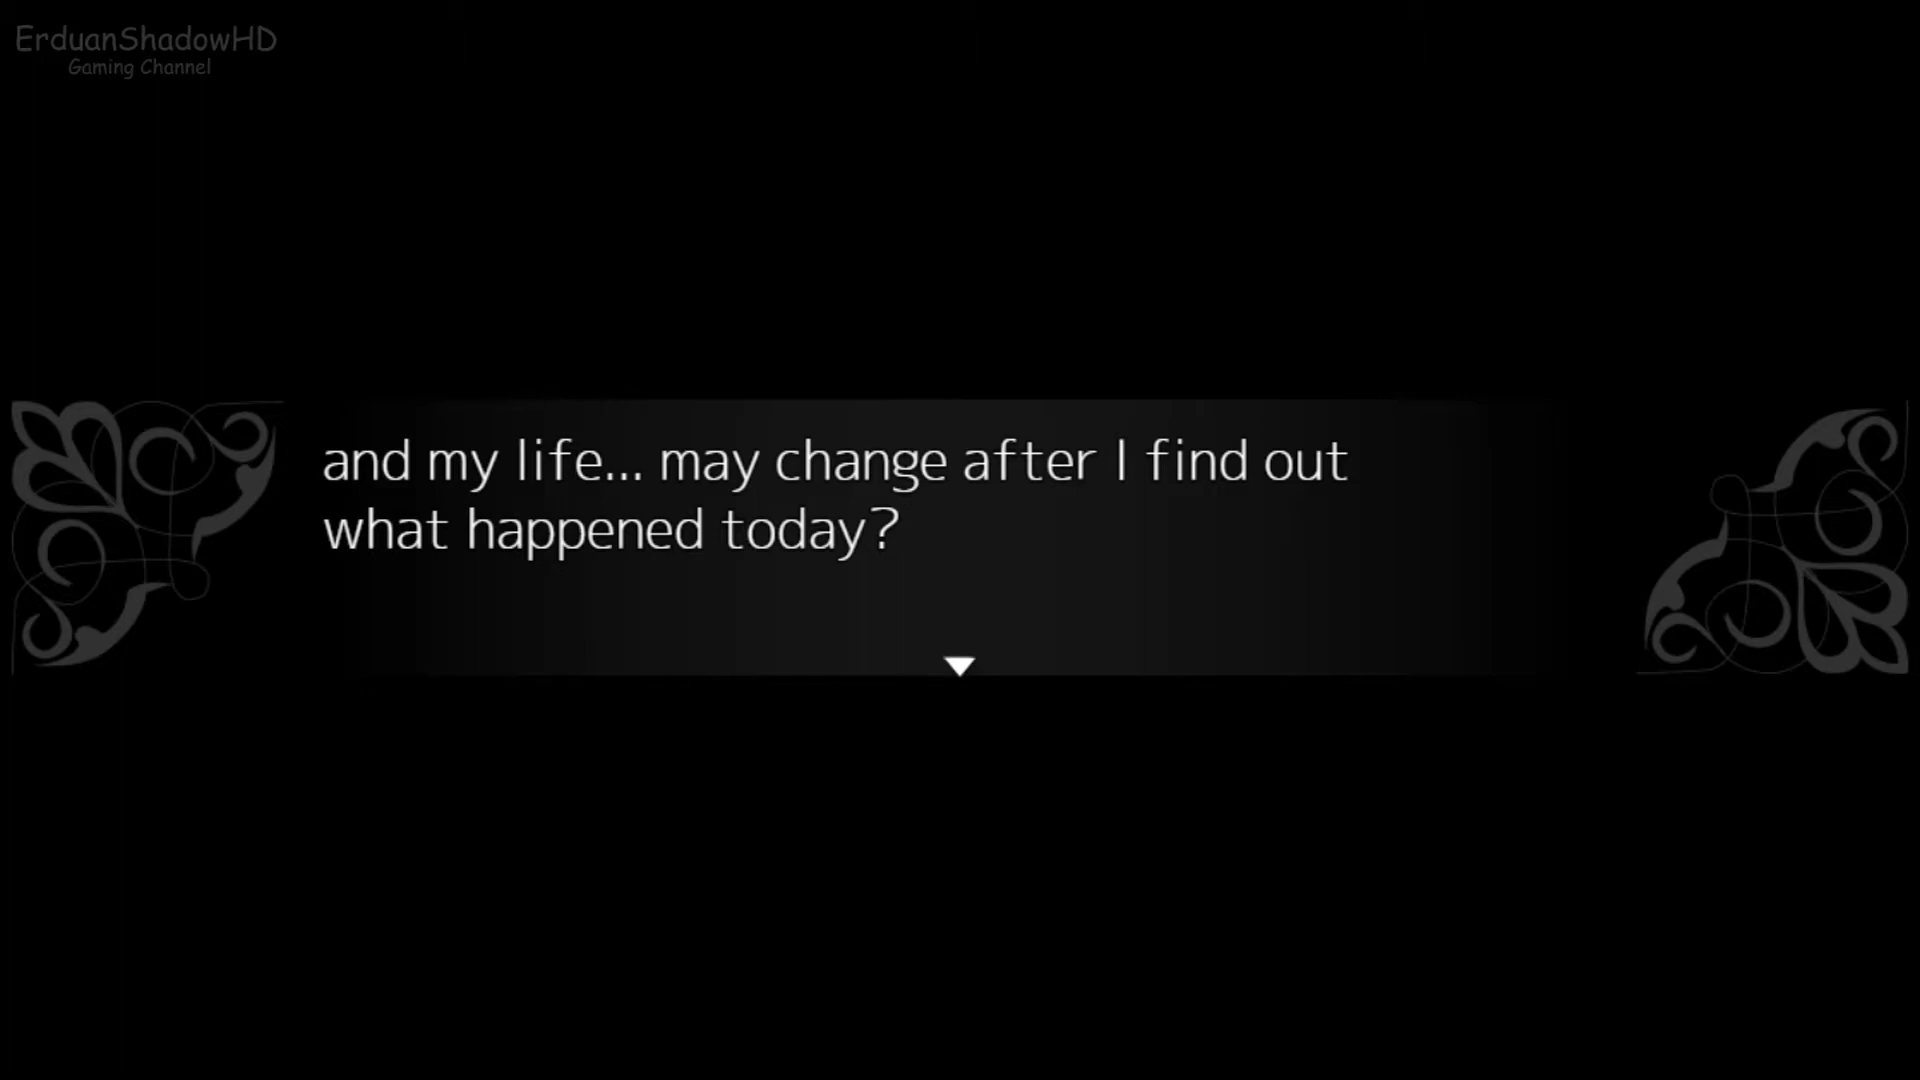 ErduanShadowHD
Gaming Channel
and my life... may change after I find out
what happened today?